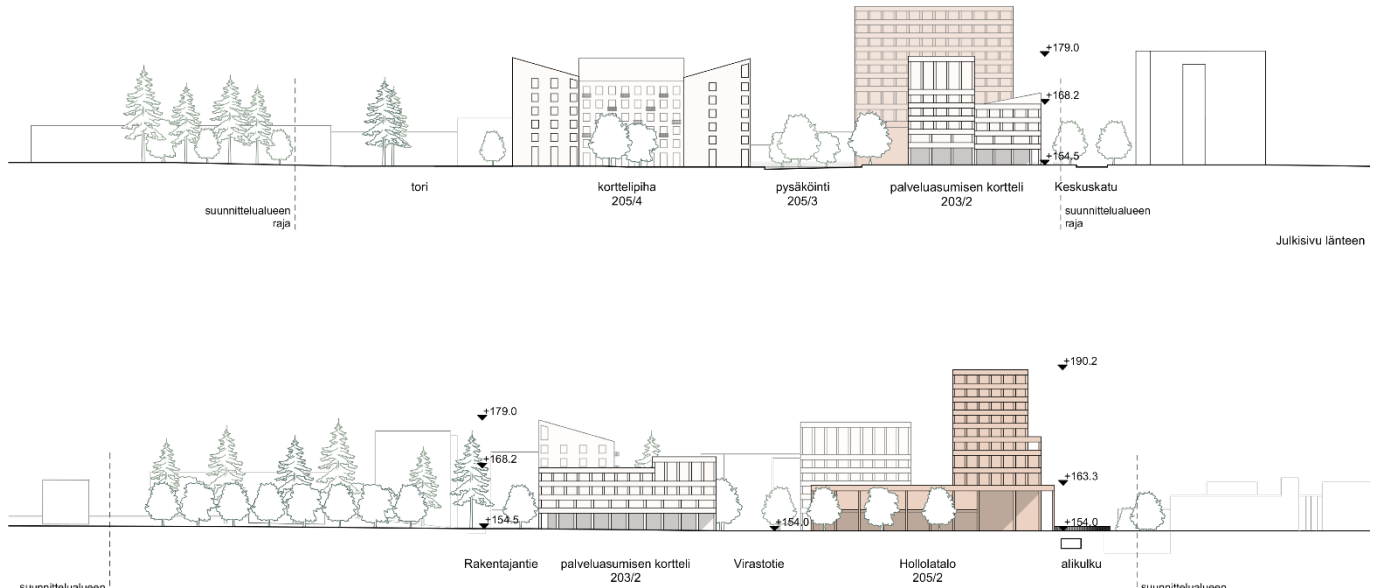 +179.0
+168.2
+154.5
tori
korttelipiha
205/4
pysäköinti
205/3
palveluasumisen kortteli
203/2
Keskuskatu
suunnittelualueen
raja
suunnittelualueen
raja
Julkisivu länteen
+190.2
+179.0
+168.2
+163.3
+154.5
+154.0
+154.0
Rakentajantie
palveluasumisen kortteli
203/2
Virastotie
Hollolatalo
205/2
alikulku
suunnittelualueen
suunnittelualueen